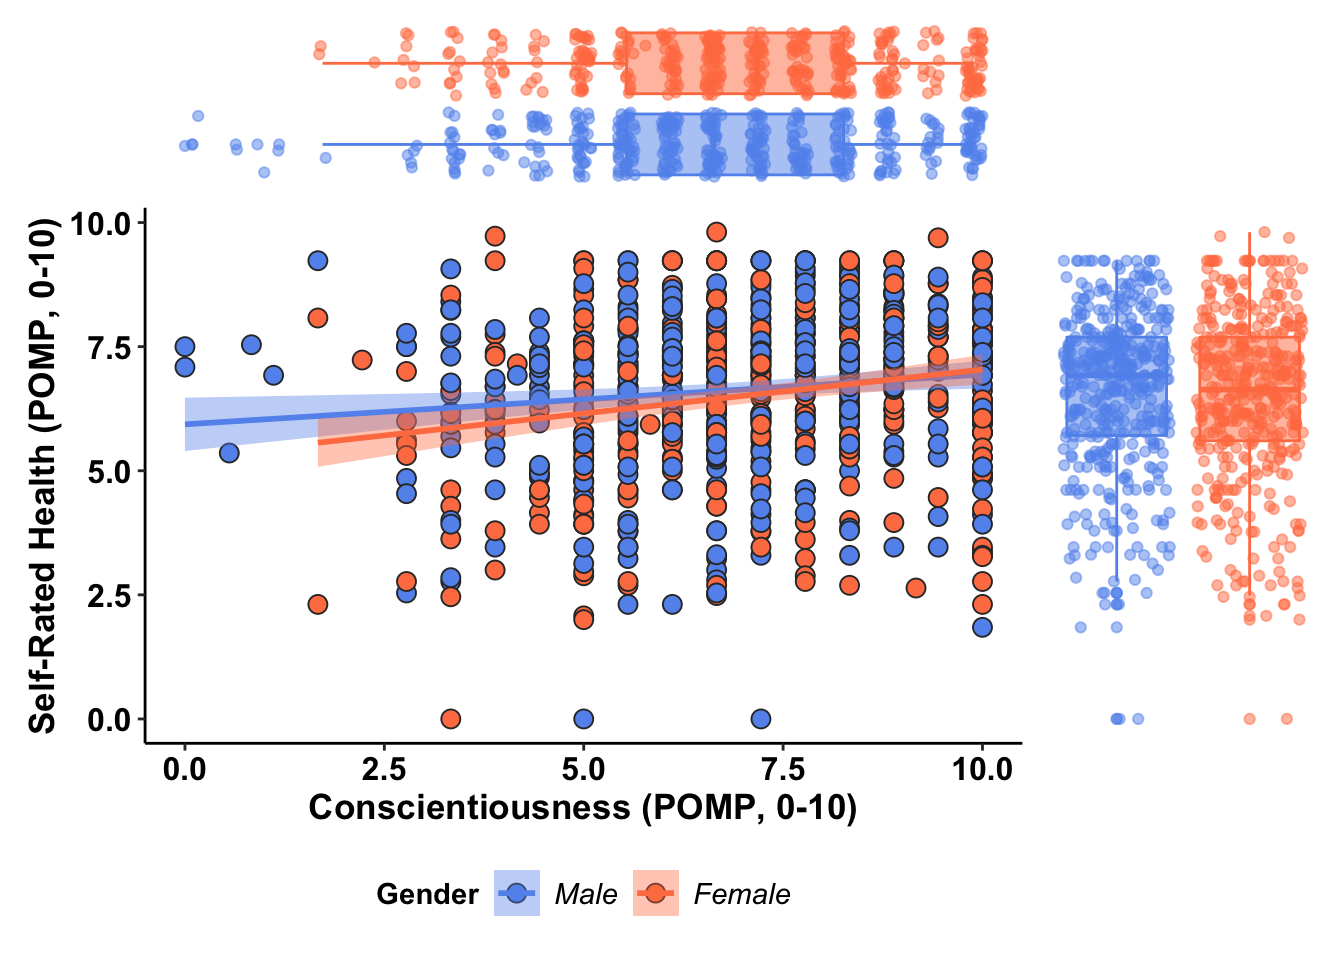 Self-Rated Health (POMP, 0-10)
10.0
7.5
5.0
2.5
0.0
0.0 2.5 5.0 7.5 10.0
Conscientiousness (POMP, 0-10)
Gender Male Female